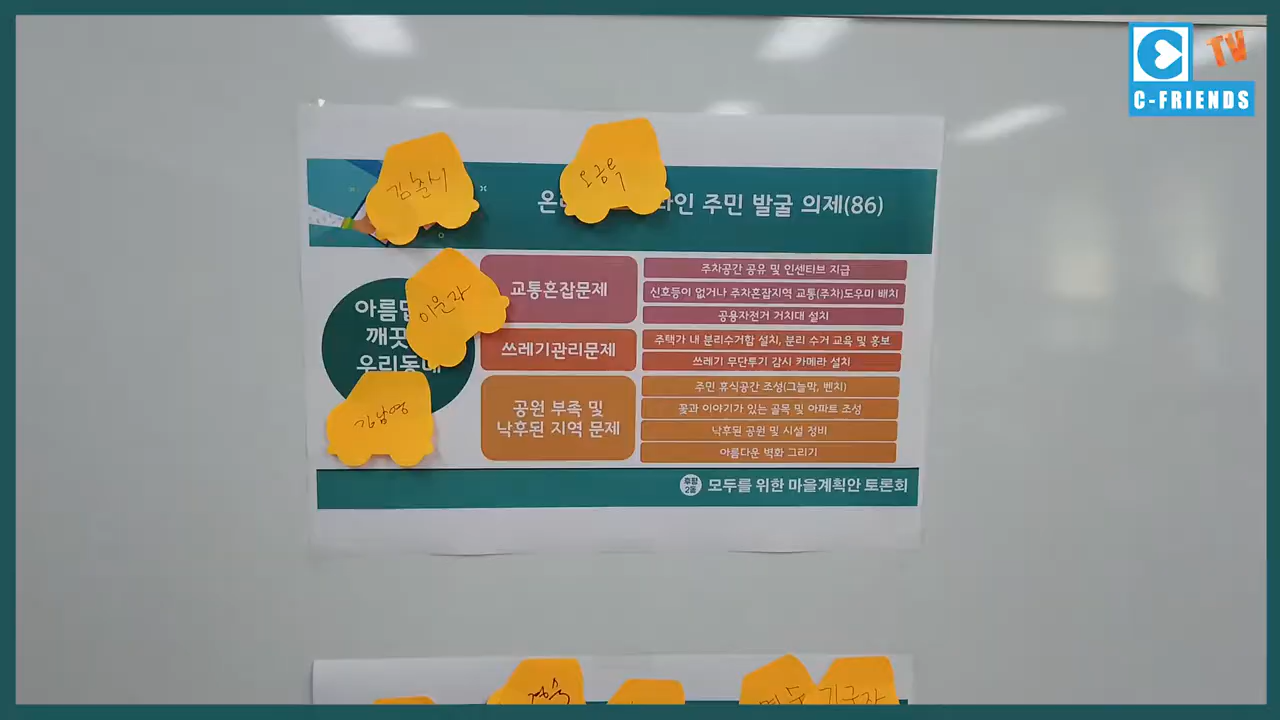 TV
C-FRIENDS
김춘시
오금옥
온 라인 주민 발굴 의제(86)
이문자
김남영
아름답
깨끗
우리동네
교통혼잡문제
주차공간 공유 및 인센티브 지급
신호등이 없거나 주차혼잡지역 교통(주차)도우미 배치
공용자전거 거치대 설치
쓰레기관리문제
주택가 내 분리수거함 설치, 분리 수거 교육 및 홍보
쓰레기 무단투기 감시 카메라 설치
공원 부족 및
낙후된 지역 문제
주민 휴식공간 조성(그늘막, 벤치)
꽃과 이야기가 있는 골목 및 아파트 조성
낙후된 공원 및 시설 정비
아름다운 벽화 그리기
후평
2동
모두를 위한 마을계획안 토론회